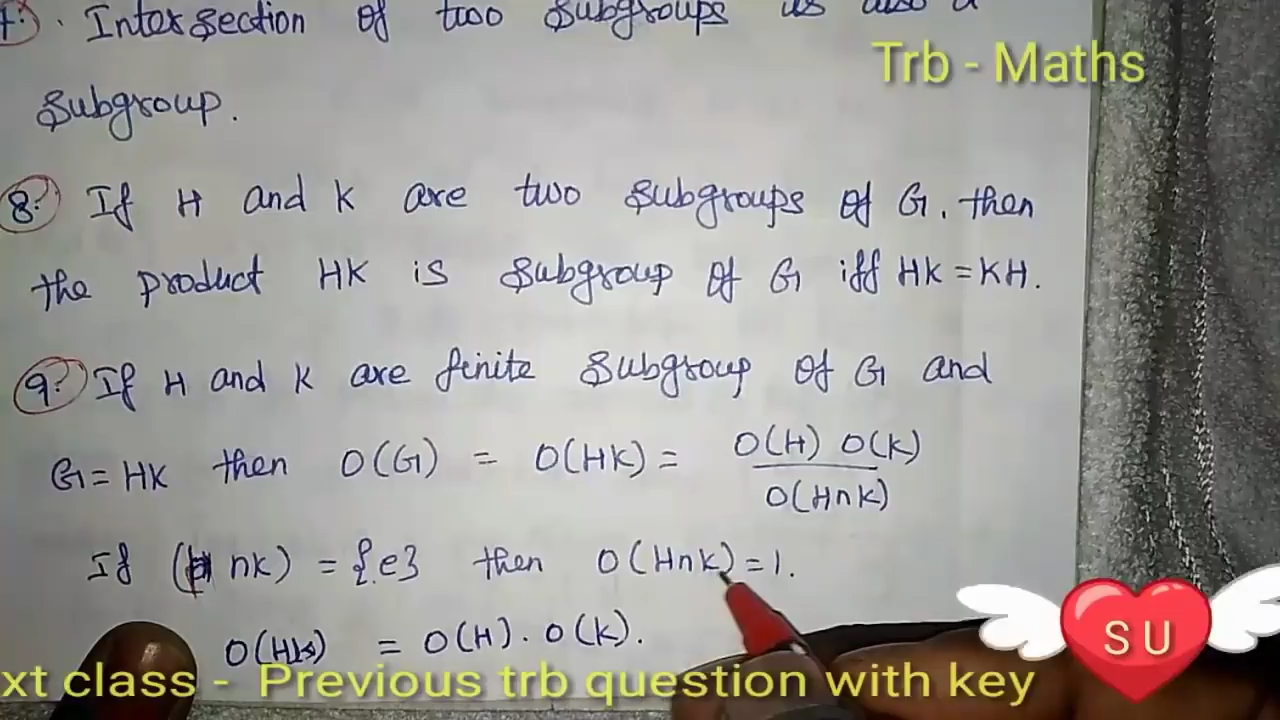 7. Intersection of two subgroups is also a
Trb - Maths
Subgroup.
8. If H and K are two subgroups of G, then
the product HK is subgroup of G iff HK = KH.
9. If H and K are finite subgroup of G and
G = HK then O(G) = O(HK) = O(H) O(K)
O(H∩K)
If (H ∩K) = {e} then O(H∩K) = 1.
O(HK) = O(H) . O(K).
S U
xt class - Previous trb question with key